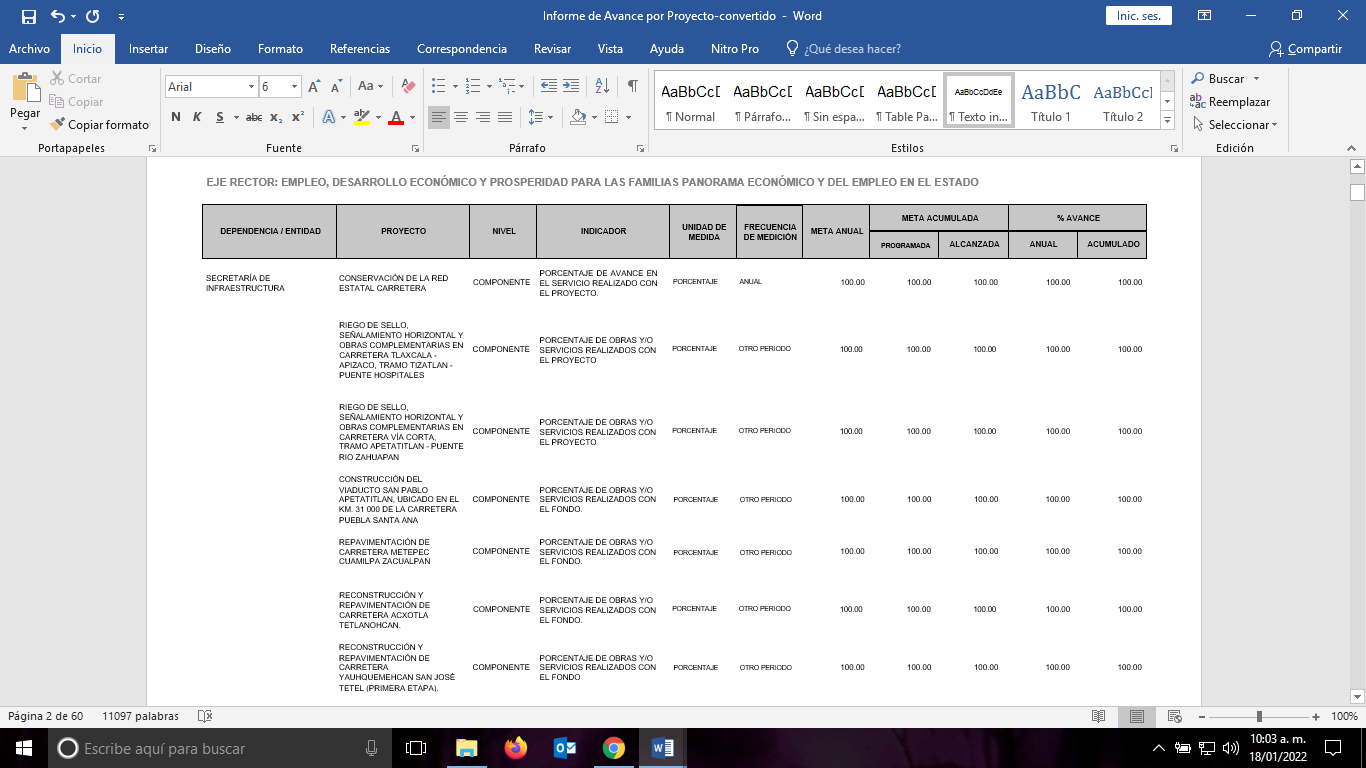 Informe de Avance por Proyecto-convertido - Word
Inic. ses.
Archivo Inicio Insertar Diseño Formato Referencias Correspondencia Revisar Vista Ayuda Nitro Pro ¿Qué desea hacer? Compartir
Pegar
Cortar
Copiar
Copiar formato
Portapapeles
Arial 6
N K S abc x₂ x²
Fuente
Párrafo
AaBbCcI AaBbCcD AaBbCcD AaBbCcD AaBbCcDdEe AaBbC AaBbCcI
¶ Normal ¶ Párrafo... ¶ Sin espa... ¶ Table Pa... ¶ Texto in... Título 1 Título 2
Estilos
Buscar
Reemplazar
Seleccionar
Edición
EJE RECTOR: EMPLEO, DESARROLLO ECONÓMICO Y PROSPERIDAD PARA LAS FAMILIAS PANORAMA ECONÓMICO Y DEL EMPLEO EN EL ESTADO
DEPENDENCIA / ENTIDAD
PROYECTO
NIVEL
INDICADOR
UNIDAD DE
MEDIDA
FRECUENCIA
DE MEDICIÓN
META ANUAL
META ACUMULADA
PROGRAMADA
ALCANZADA
% AVANCE
ANUAL
ACUMULADO
SECRETARÍA DE
INFRAESTRUCTURA
CONSERVACIÓN DE LA RED
ESTATAL CARRETERA
COMPONENTE
PORCENTAJE DE AVANCE EN
EL SERVICIO REALIZADO CON
EL PROYECTO.
PORCENTAJE
ANUAL
100.00 100.00 100.00 100.00 100.00
RIEGO DE SELLO,
SEÑALAMIENTO HORIZONTAL Y
OBRAS COMPLEMENTARIAS EN
CARRETERA TLAXCALA -
APIZACO, TRAMO TIZATLAN -
PUENTE HOSPITALES
COMPONENTE
PORCENTAJE DE OBRAS Y/O
SERVICIOS REALIZADOS CON
EL PROYECTO
PORCENTAJE
OTRO PERIODO
100.00 100.00 100.00 100.00 100.00
RIEGO DE SELLO,
SEÑALAMIENTO HORIZONTAL Y
OBRAS COMPLEMENTARIAS EN
CARRETERA VÍA CORTA,
TRAMO APETATITLAN - PUENTE
RIO ZAHUAPAN
COMPONENTE
PORCENTAJE DE OBRAS Y/O
SERVICIOS REALIZADOS CON
EL PROYECTO
PORCENTAJE
OTRO PERIODO
100.00 100.00 100.00 100.00 100.00
CONSTRUCCIÓN DEL
VIADUCTO SAN PABLO
APETATITLAN, UBICADO EN EL
KM. 31 000 DE LA CARRETERA
PUEBLA SANTA ANA
COMPONENTE
PORCENTAJE DE OBRAS Y/O
SERVICIOS REALIZADOS CON
EL FONDO.
PORCENTAJE
OTRO PERIODO
100.00 100.00 100.00 100.00 100.00
REPAVIMENTACIÓN DE
CARRETERA METEPEC
CUAMILPA ZACUALPAN
COMPONENTE
PORCENTAJE DE OBRAS Y/O
SERVICIOS REALIZADOS CON
EL FONDO.
PORCENTAJE
OTRO PERIODO
100.00 100.00 100.00 100.00 100.00
RECONSTRUCCIÓN Y
REPAVIMENTACIÓN DE
CARRETERA ACXOTLA
TETLANOHCAN.
COMPONENTE
PORCENTAJE DE OBRAS Y/O
SERVICIOS REALIZADOS CON
EL FONDO.
PORCENTAJE
OTRO PERIODO
100.00 100.00 100.00 100.00 100.00
RECONSTRUCCIÓN Y
REPAVIMENTACIÓN DE
CARRETERA
YAUHQUEMEHCAN SAN JOSÉ
TETEL (PRIMERA ETAPA).
COMPONENTE
PORCENTAJE DE OBRAS Y/O
SERVICIOS REALIZADOS CON
EL FONDO
PORCENTAJE
OTRO PERIODO
100.00 100.00 100.00 100.00 100.00
Página 2 de 60 11097 palabras
100%
Escribe aquí para buscar
10:03 a. m.
18/01/2022